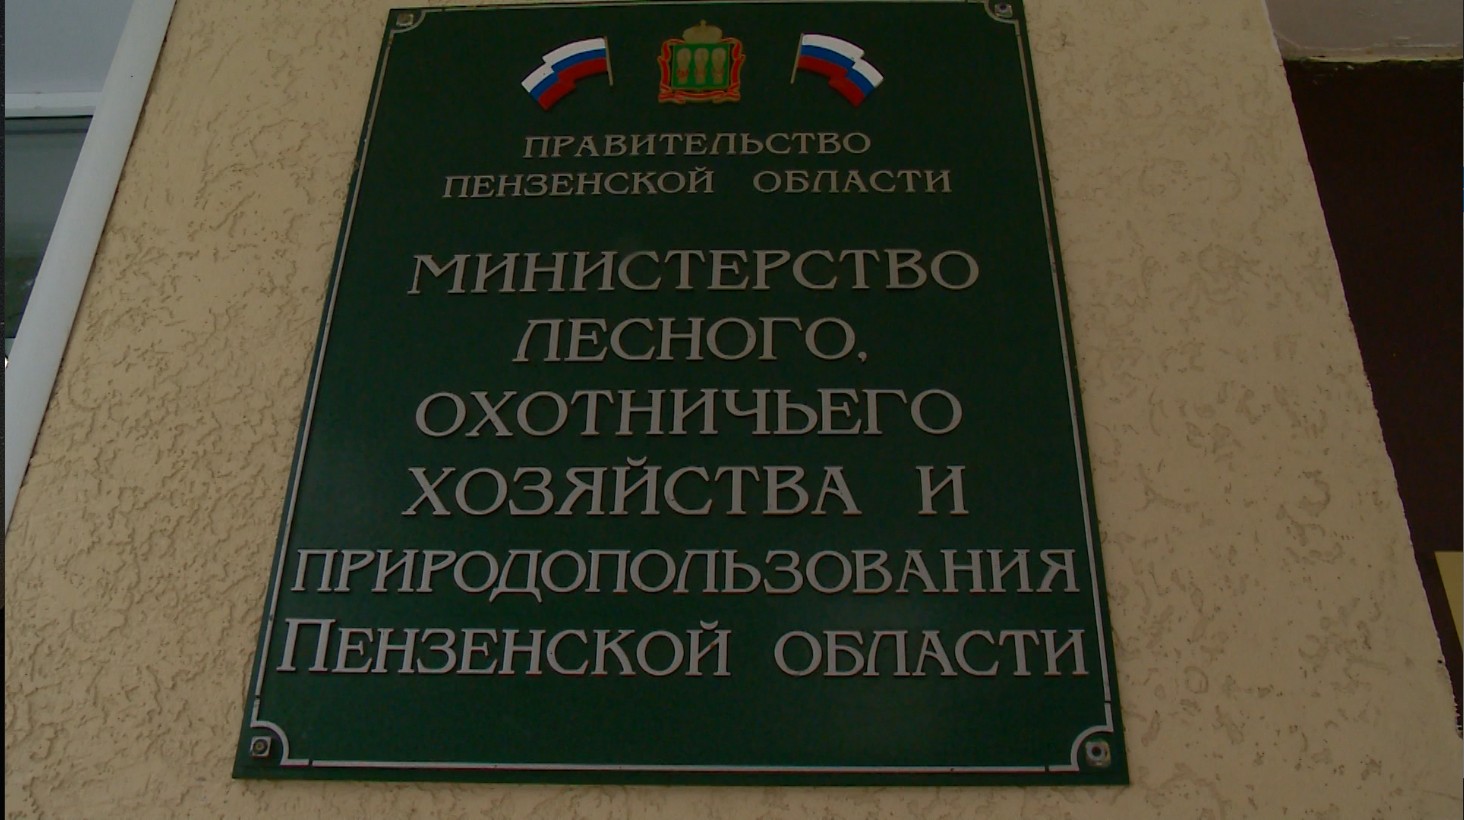 ПРАВИТЕЛЬСТВО
ПЕНЗЕНСКОЙ ОБЛАСТИ
МИНИСТЕРСТВО
ЛЕСНОГО,
ОХОТНИЧЬЕГО
ХОЗЯЙСТВА И
ПРИРОДОПОЛЬЗОВАНИЯ
ПЕНЗЕНСКОЙ ОБЛАСТИ